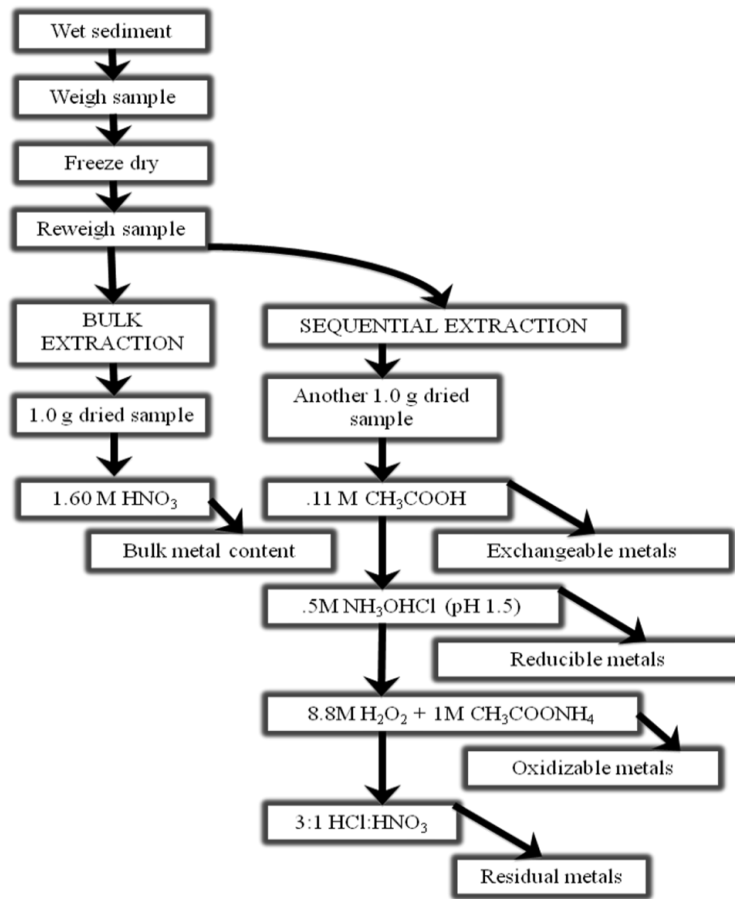 Wet sediment
Weigh sample
Freeze dry
Reweigh sample
BULK
EXTRACTION
1.0 g dried sample
1.60 M HNO₃
Bulk metal content
SEQUENTIAL EXTRACTION
Another 1.0 g dried
sample
.11 M CH₃COOH
Exchangeable metals
.5M NH₃OHCl (pH 1.5)
Reducible metals
8.8M H₂O₂ + 1M CH₃COONH₄
Oxidizable metals
3:1 HCl:HNO₃
Residual metals